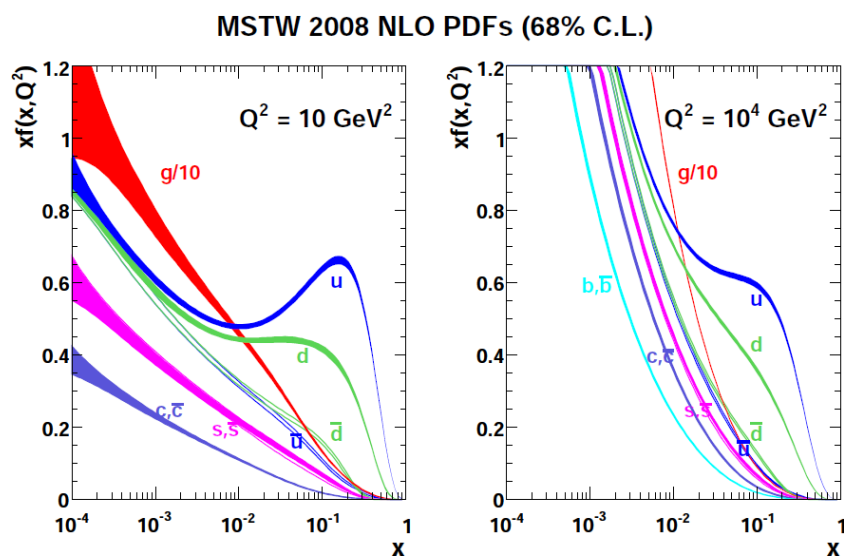 MSTW 2008 NLO PDFs (68% C.L.)
xf(x,Q²)
1.2
1
0.8
0.6
0.4
0.2
0
Q² = 10 GeV²
g/10
u
d
c,c̄
s,s̄
ū
d̄
10⁻⁴
10⁻³
10⁻²
10⁻¹
1
x
xf(x,Q²)
1.2
1
0.8
0.6
0.4
0.2
0
Q² = 10⁴ GeV²
g/10
b,b̄
u
d
c,c̄
s,s̄
d̄
ū
10⁻⁴
10⁻³
10⁻²
10⁻¹
1
x